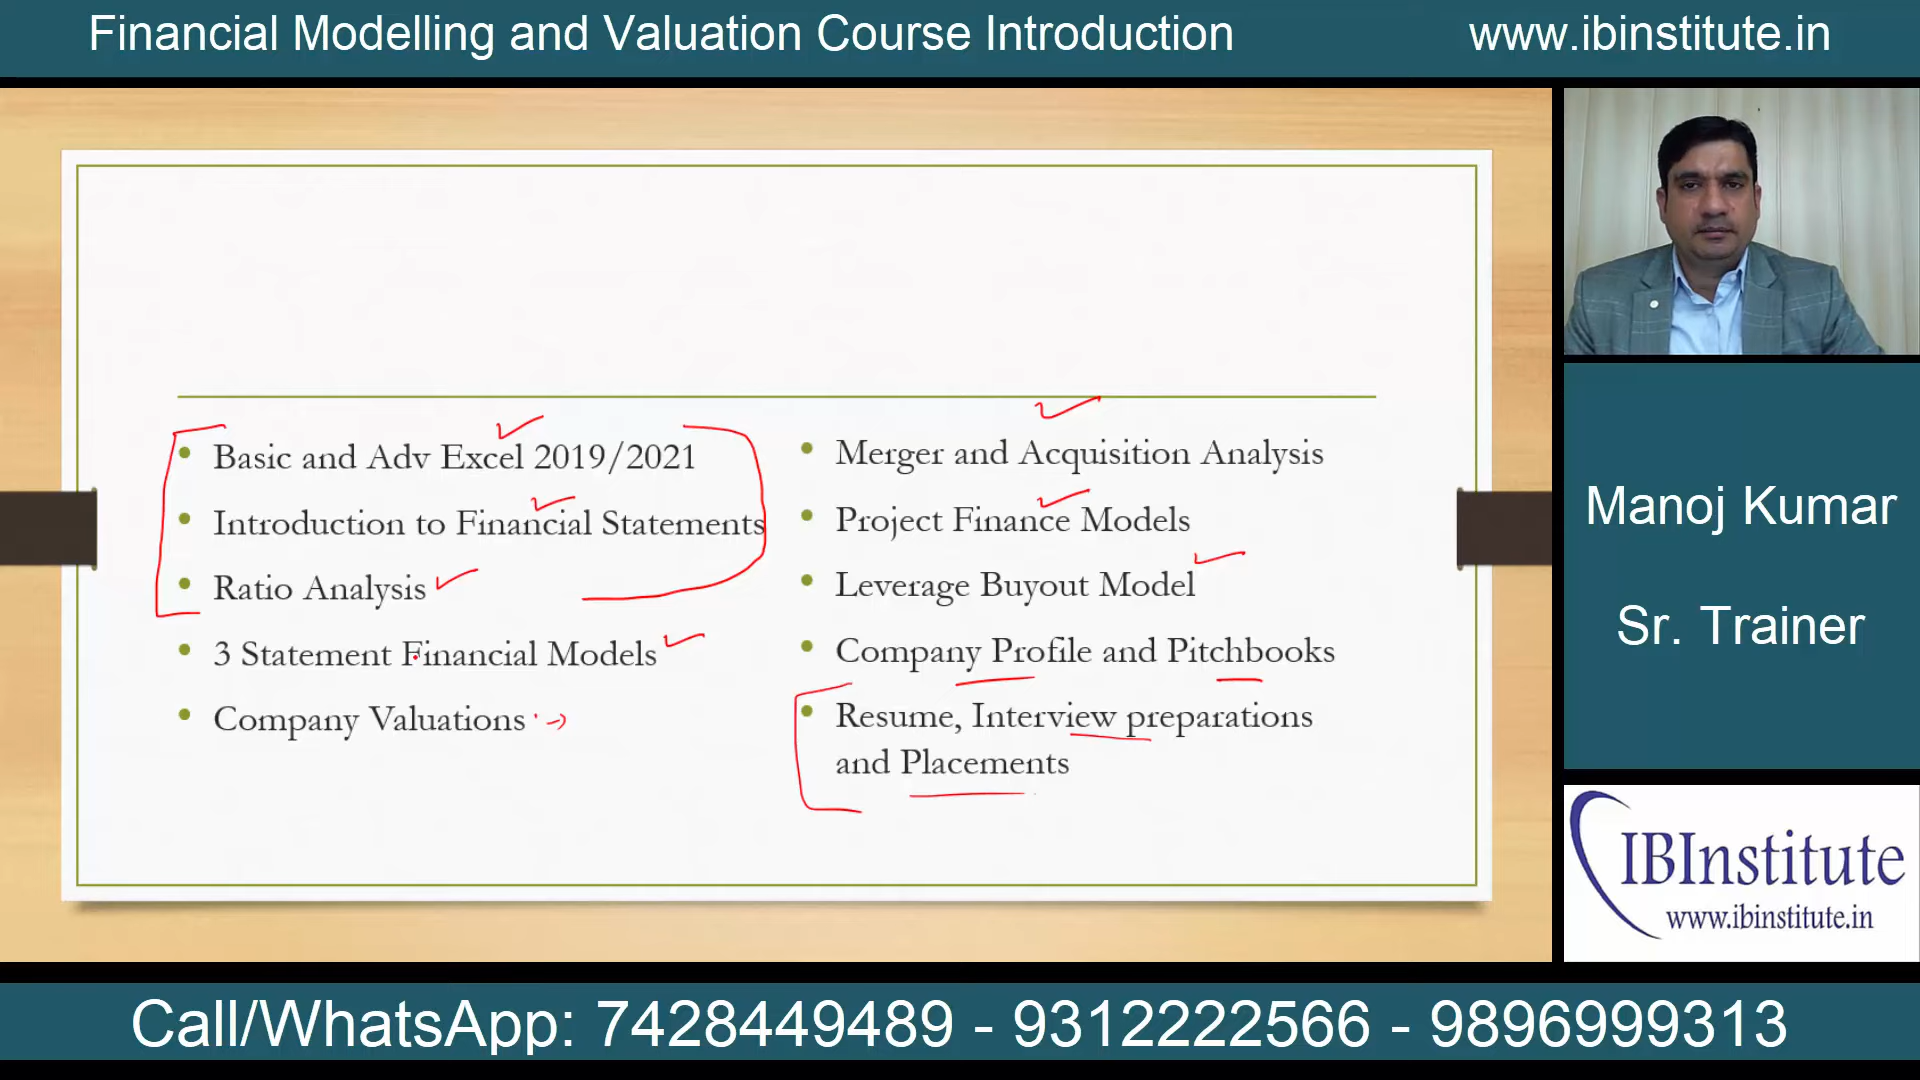 Financial Modelling and Valuation Course Introduction
www.ibinstitute.in
Basic and Adv Excel 2019/2021
Introduction to Financial Statements
Ratio Analysis
3 Statement Financial Models
Company Valuations
Merger and Acquisition Analysis
Project Finance Models
Leverage Buyout Model
Company Profile and Pitchbooks
Resume, Interview preparations
and Placements
Manoj Kumar
Sr. Trainer
IBInstitute
www.ibinstitute.in
Call/WhatsApp: 7428449489 - 9312222566 - 9896999313